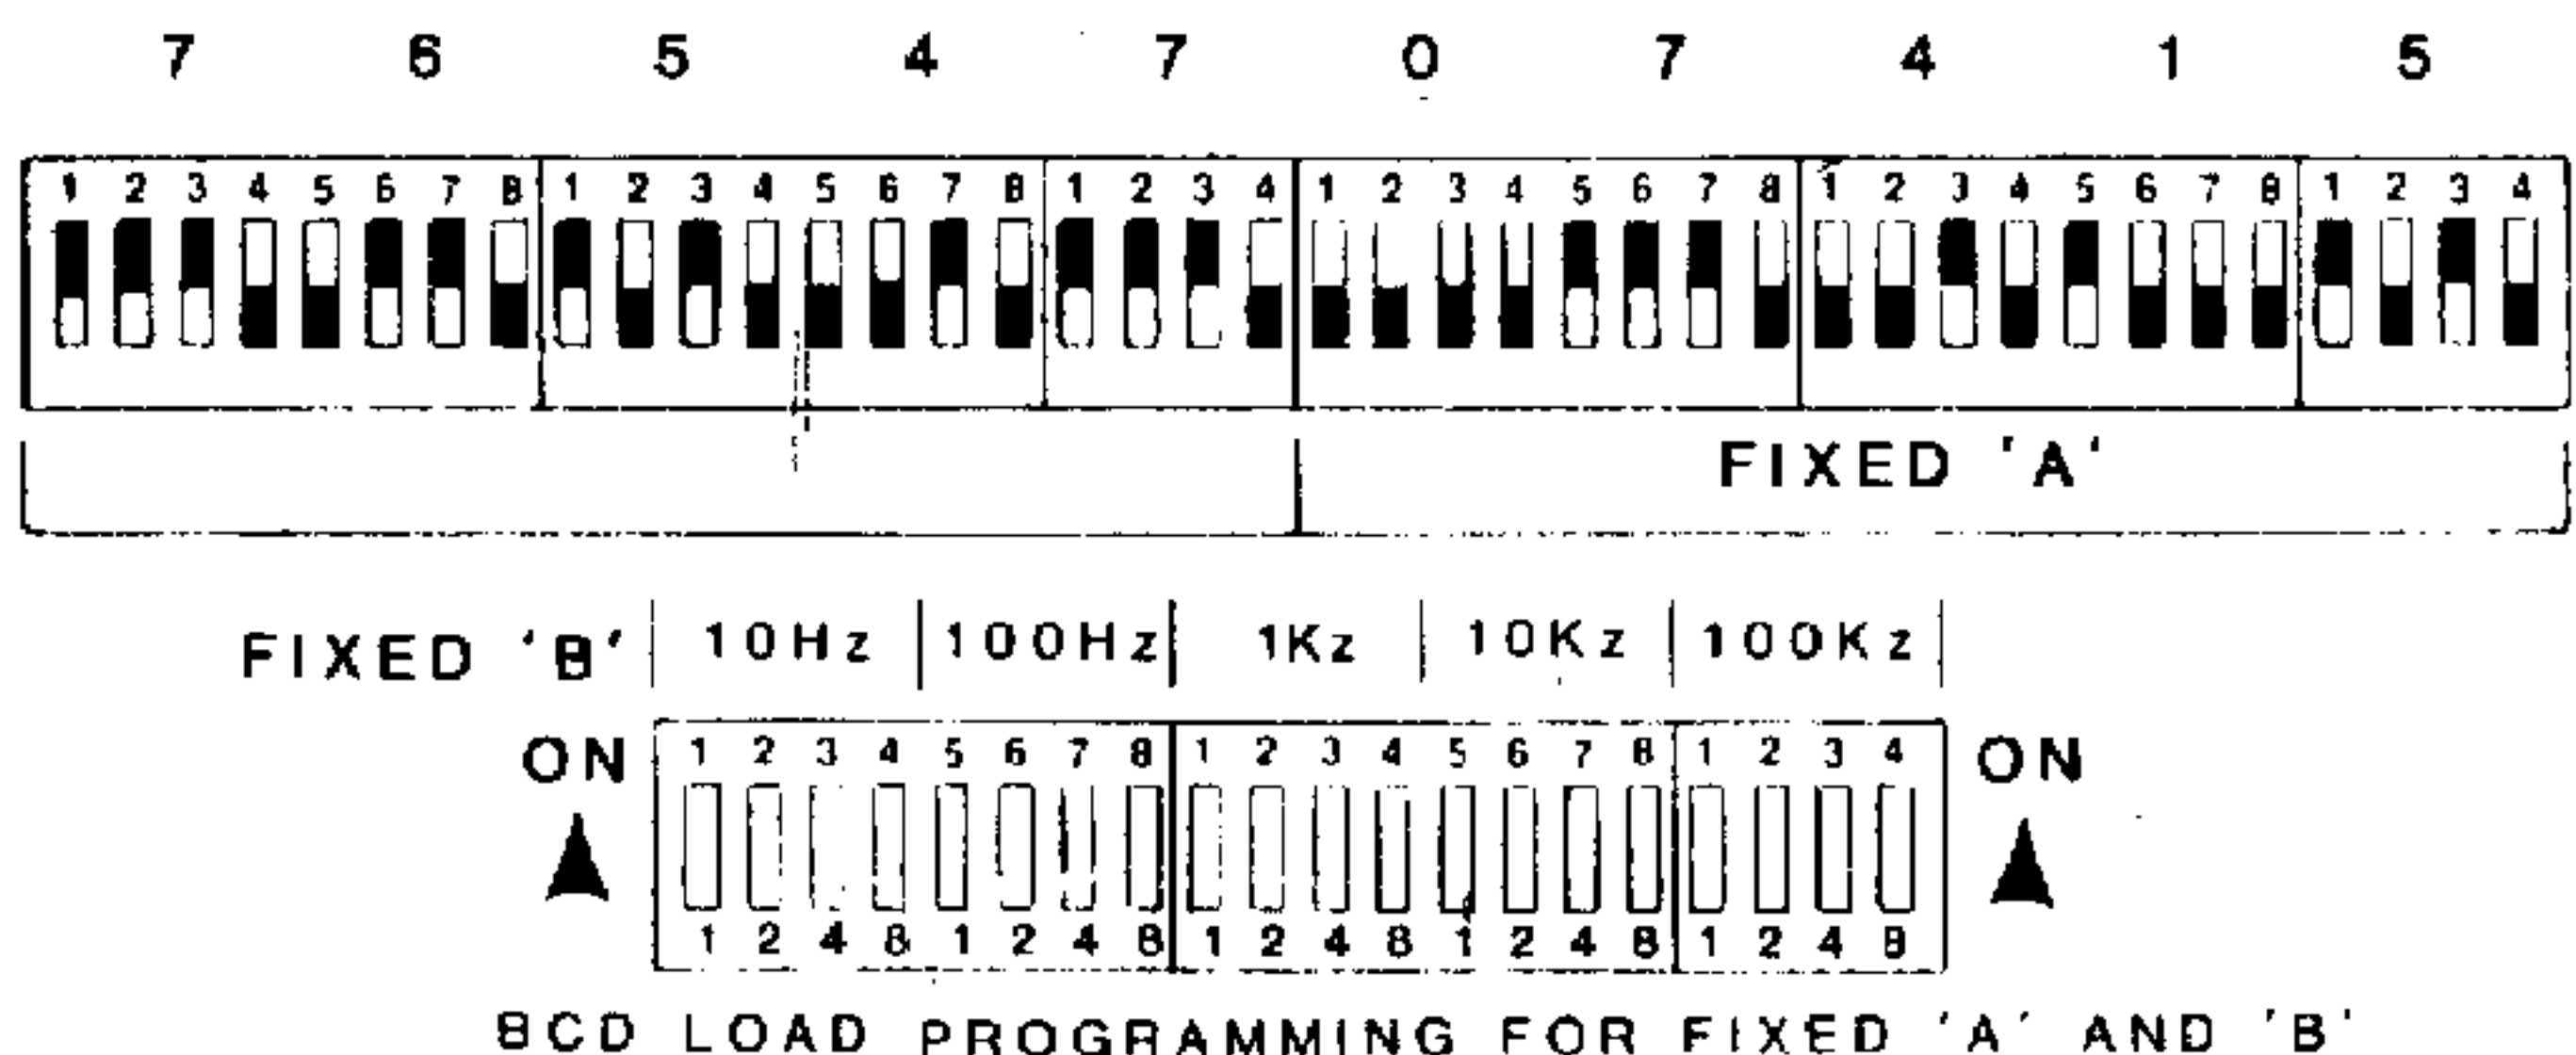 7 6 5 4 7 0 7 4 1 5
1 2 3 4 5 6 7 8 1 2 3 4 5 6 7 8 1 2 3 4 1 2 3 4 5 6 7 8 1 2 3 4 5 6 7 8 1 2 3 4
FIXED 'A'
FIXED 'B' 10Hz 100Hz 1Kz 10Kz 100Kz
ON 1 2 3 4 5 6 7 8 1 2 3 4 5 6 7 8 1 2 3 4 ON
1 2 4 8 1 2 4 8 1 2 4 8 1 2 4 8 1 2 4 8
BCD LOAD PROGRAMMING FOR FIXED 'A' AND 'B'